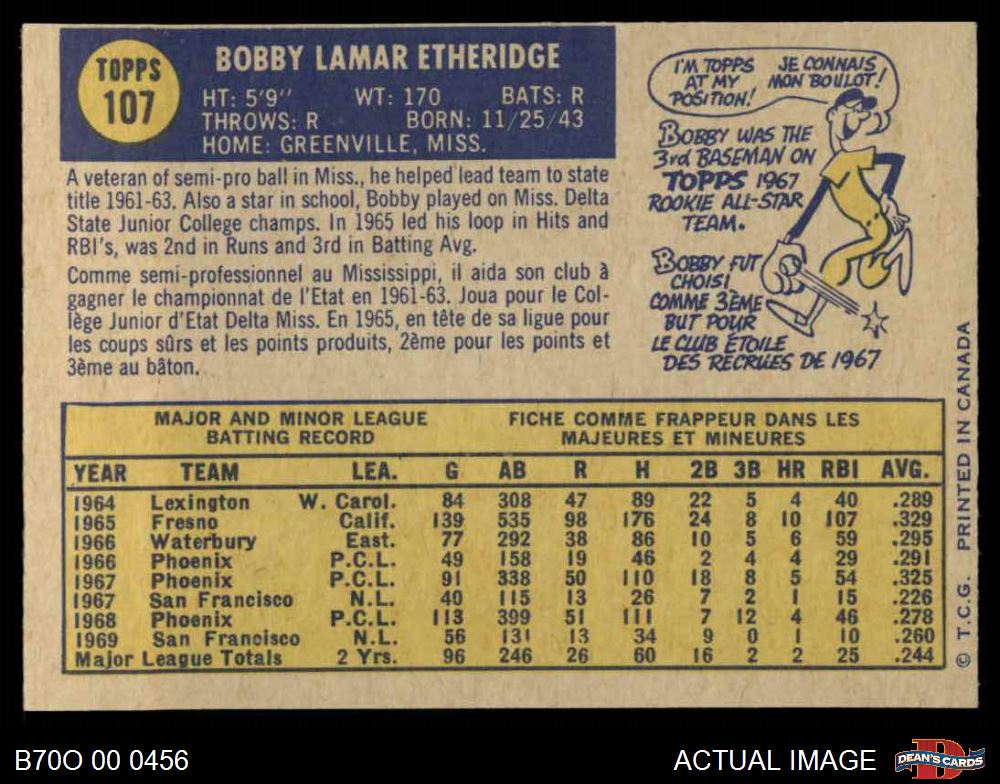 TOPPS
107
BOBBY LAMAR ETHERIDGE
HT: 5'9" WT: 170 BATS: R
THROWS: R BORN: 11/25/43
HOME: GREENVILLE, MISS.
A veteran of semi-pro ball in Miss., he helped lead team to state
title 1961-63. Also a star in school, Bobby played on Miss. Delta
State Junior College champs. In 1965 led his loop in Hits and
RBI's, was 2nd in Runs and 3rd in Batting Avg.
Comme semi-professionnel au Mississippi, il aida son club à
gagner le championnat de l'Etat en 1961-63. Joua pour le Col-
lège Junior d'Etat Delta Miss. En 1965, en tête de sa ligue pour
les coups sûrs et les points produits, 2ème pour les points et
3ème au bâton.
I'M TOPPS
AT MY
POSITION!
JE CONNAIS
MON BOULOT!
BOBBY WAS THE
3rd BASEMAN ON
TOPPS 1967
ROOKIE ALL-STAR
TEAM.
BOBBY FUT
CHOISI
COMME 3ÈME
BUT POUR
LE CLUB ÉTOILE
DES RECRUES DE 1967
MAJOR AND MINOR LEAGUE
BATTING RECORD
FICHE COMME FRAPPEUR DANS LES
MAJEURES ET MINEURES
YEAR TEAM LEA. G AB R H 2B 3B HR RBI AVG.
1964 Lexington W. Carol. 84 308 47 89 22 5 4 40 .289
1965 Fresno Calif. 139 535 98 176 24 8 10 107 .329
1966 Waterbury East. 77 292 38 86 10 5 6 59 .295
1966 Phoenix P.C.L. 49 158 19 46 2 4 4 29 .291
1967 Phoenix P.C.L. 91 338 50 110 18 8 5 54 .325
1967 San Francisco N.L. 40 115 13 26 7 2 1 15 .226
1968 Phoenix P.C.L. 113 399 51 111 7 12 4 46 .278
1969 San Francisco N.L. 56 131 13 34 9 0 1 10 .260
Major League Totals 2 Yrs. 96 246 26 60 16 2 2 25 .244
© T.C.G. PRINTED IN CANADA
B70O 00 0456
ACTUAL IMAGE
D
DEAN'S CARDS